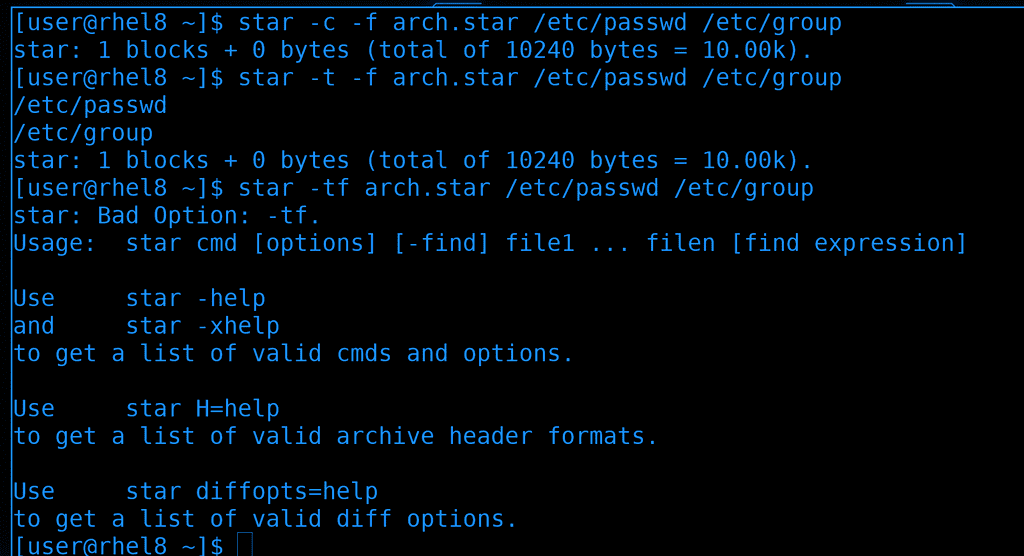 [user@rhel8 ~]$ star -c -f arch.star /etc/passwd /etc/group
star: 1 blocks + 0 bytes (total of 10240 bytes = 10.00k).
[user@rhel8 ~]$ star -t -f arch.star /etc/passwd /etc/group
/etc/passwd
/etc/group
star: 1 blocks + 0 bytes (total of 10240 bytes = 10.00k).
[user@rhel8 ~]$ star -tf arch.star /etc/passwd /etc/group
star: Bad Option: -tf.
Usage:  star cmd [options] [-find] file1 ... filen [find expression]

Use     star -help
and     star -xhelp
to get a list of valid cmds and options.

Use     star H=help
to get a list of valid archive header formats.

Use     star diffopts=help
to get a list of valid diff options.
[user@rhel8 ~]$